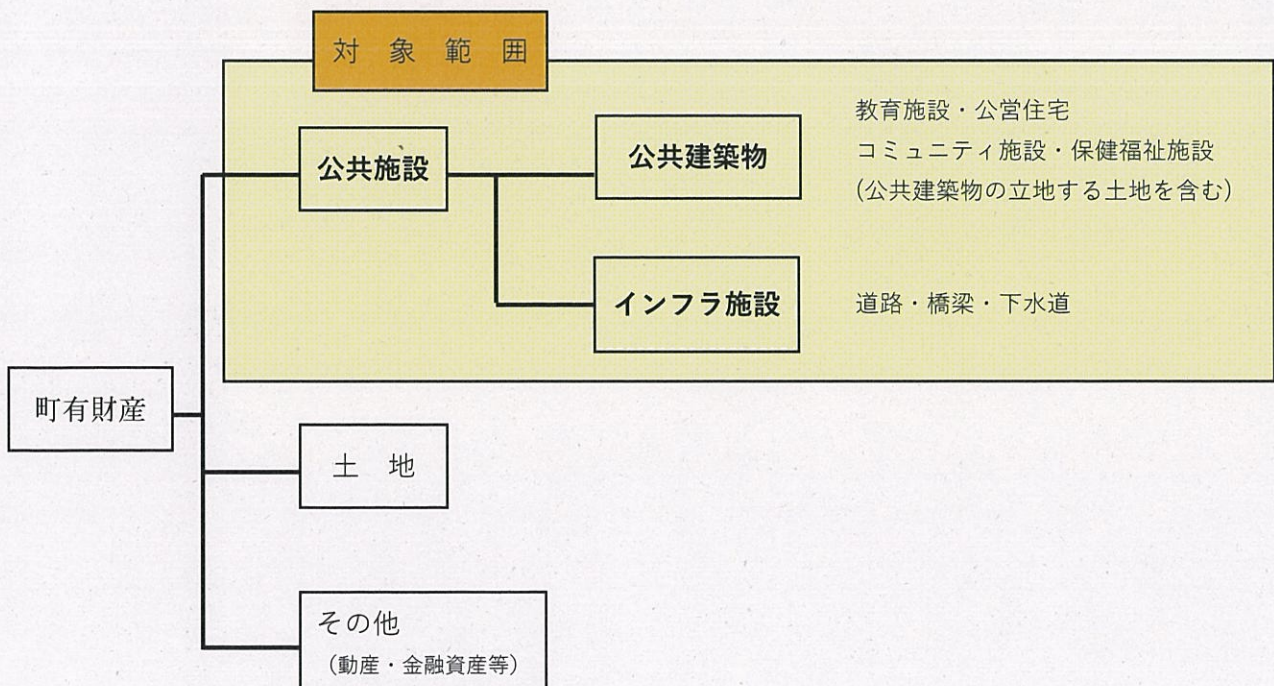 対象範囲
公共施設
公共建築物
教育施設・公営住宅
コミュニティ施設・保健福祉施設
(公共建築物の立地する土地を含む)
インフラ施設
道路・橋梁・下水道
町有財産
土地
その他
（動産・金融資産等）